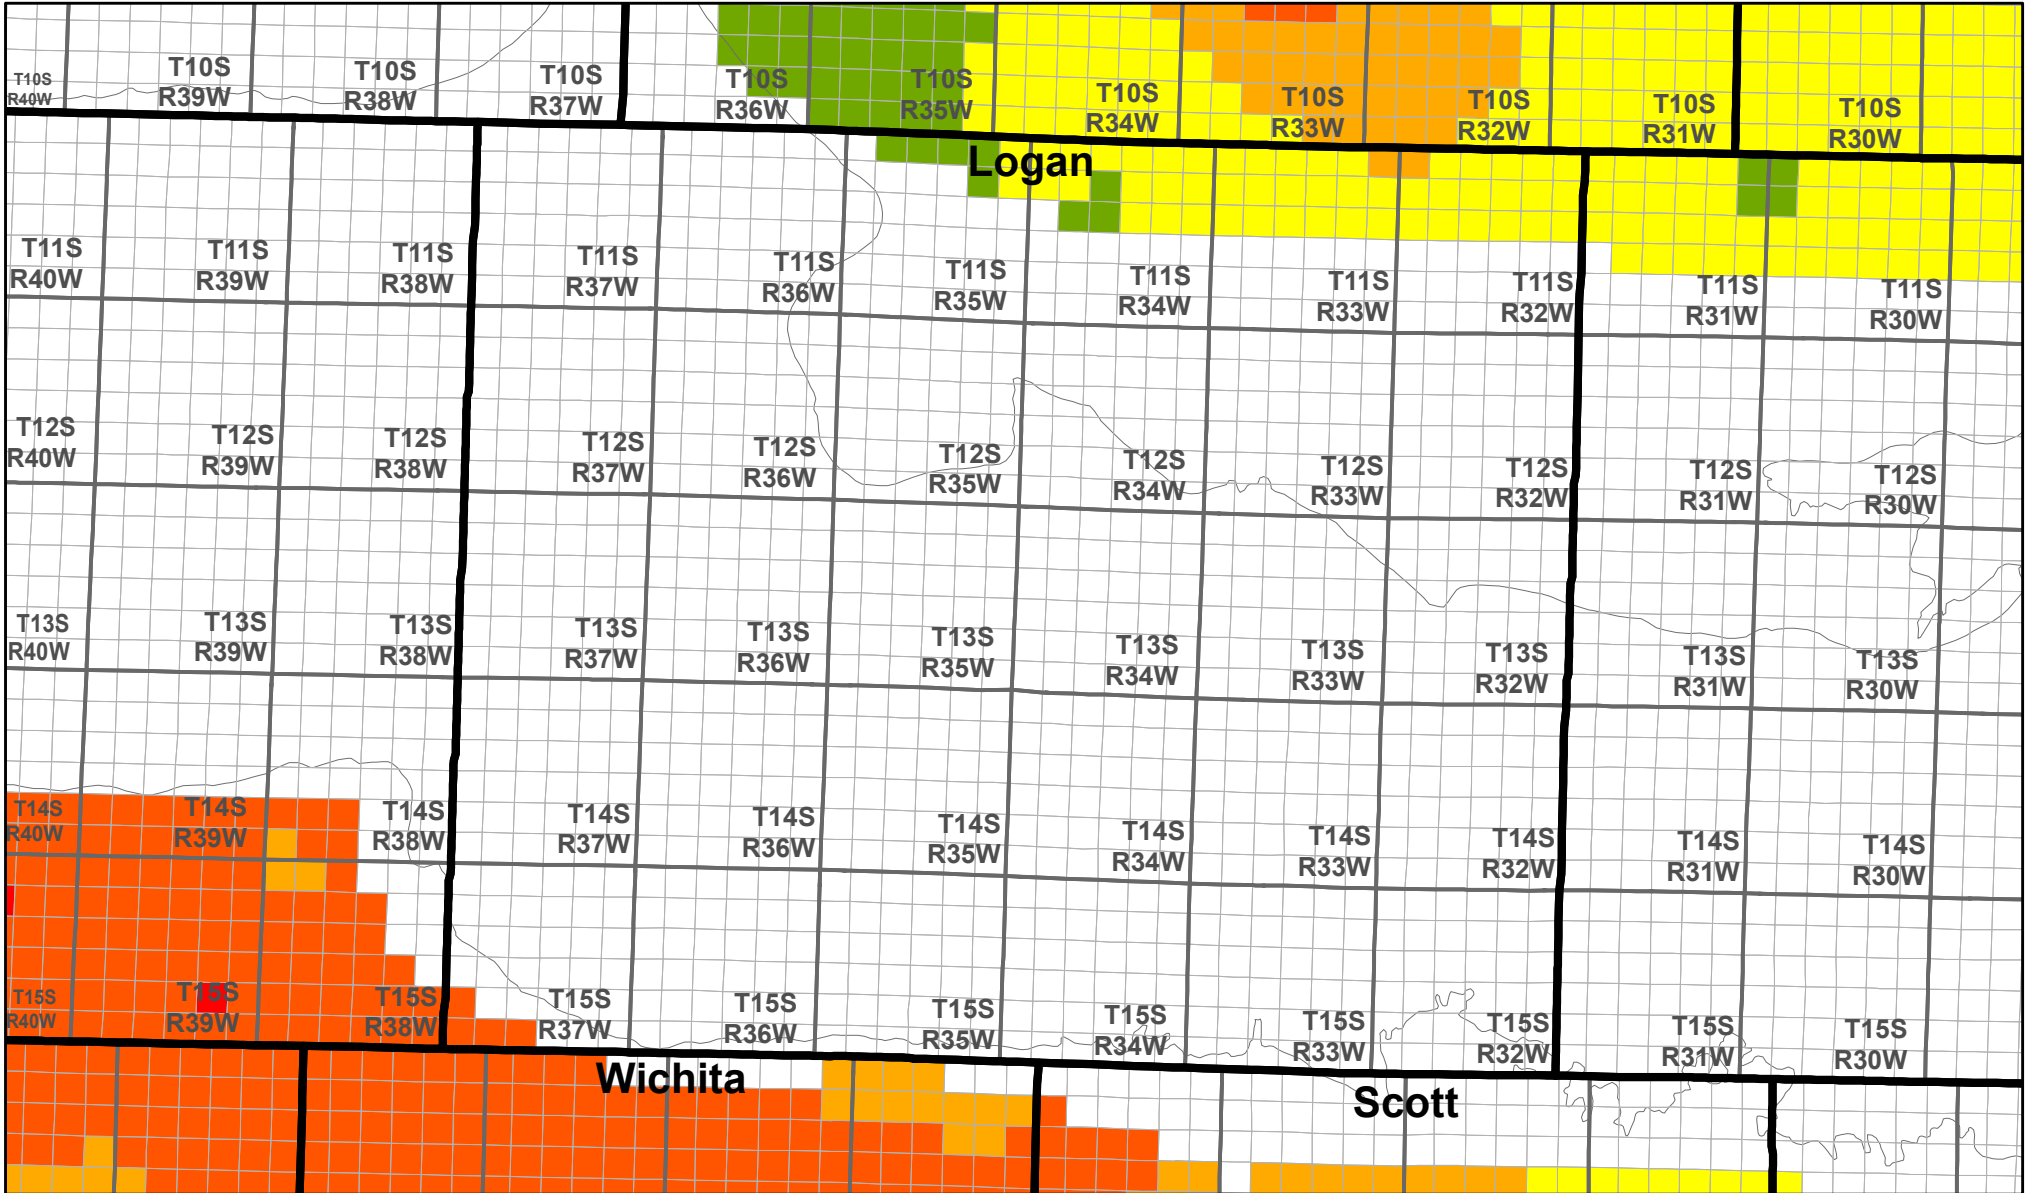 T10S
R40W
T10S
R39W
T10S
R38W
T10S
R37W
T10S
R36W
T10S
R35W
T10S
R34W
T10S
R33W
T10S
R32W
T10S
R31W
T10S
R30W
Logan
T11S
R40W
T11S
R39W
T11S
R38W
T11S
R37W
T11S
R36W
T11S
R35W
T11S
R34W
T11S
R33W
T11S
R32W
T11S
R31W
T11S
R30W
T12S
R40W
T12S
R39W
T12S
R38W
T12S
R37W
T12S
R36W
T12S
R35W
T12S
R34W
T12S
R33W
T12S
R32W
T12S
R31W
T12S
R30W
T13S
R40W
T13S
R39W
T13S
R38W
T13S
R37W
T13S
R36W
T13S
R35W
T13S
R34W
T13S
R33W
T13S
R32W
T13S
R31W
T13S
R30W
T14S
R40W
T14S
R39W
T14S
R38W
T14S
R37W
T14S
R36W
T14S
R35W
T14S
R34W
T14S
R33W
T14S
R32W
T14S
R31W
T14S
R30W
T15S
R40W
T15S
R39W
T15S
R38W
T15S
R37W
T15S
R36W
T15S
R35W
T15S
R34W
T15S
R33W
T15S
R32W
T15S
R31W
T15S
R30W
Wichita
Scott